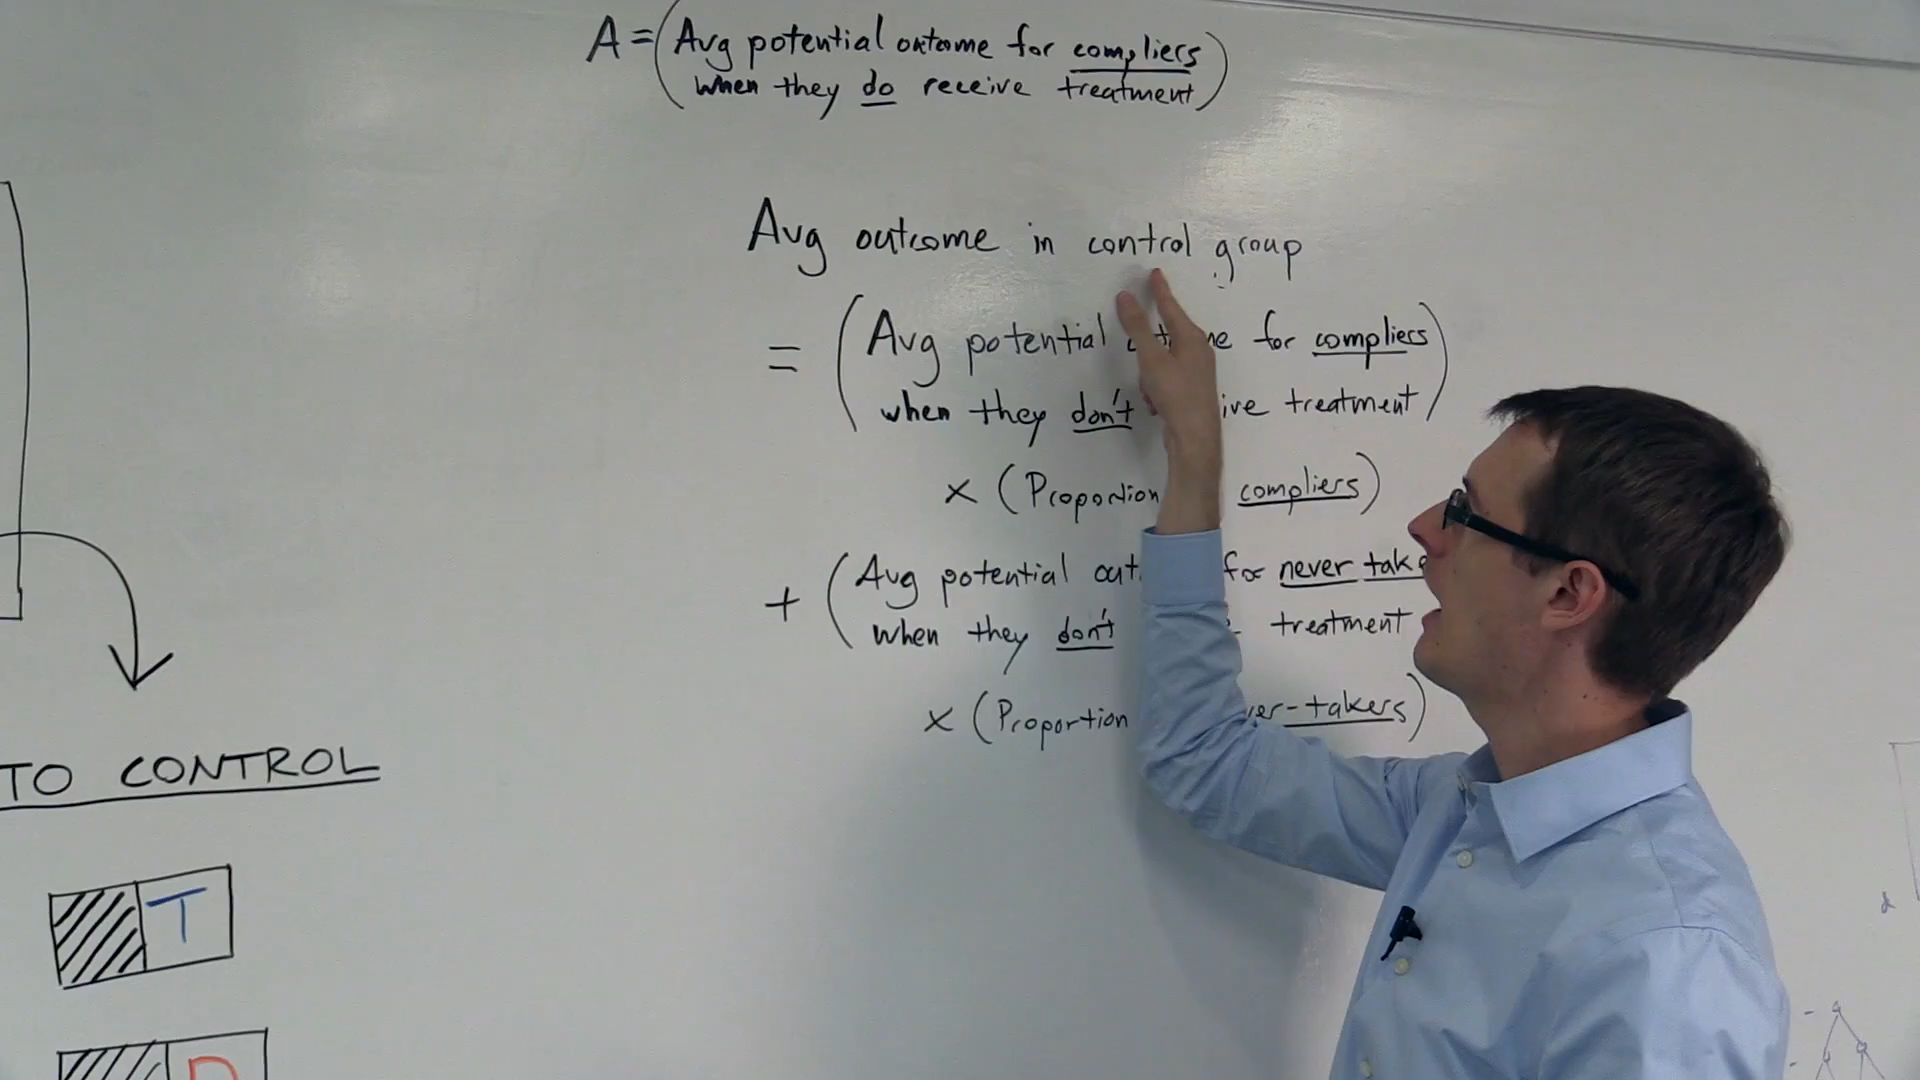 A = (Avg potential outcome for compliers
when they do receive treatment)
Avg outcome in control group
= (Avg potential for compliers
when they don't treatment)
x (Proportion compliers)
+ (Avg potential for never
when they don't treatment
x (Proportion
TO CONTROL
T
D